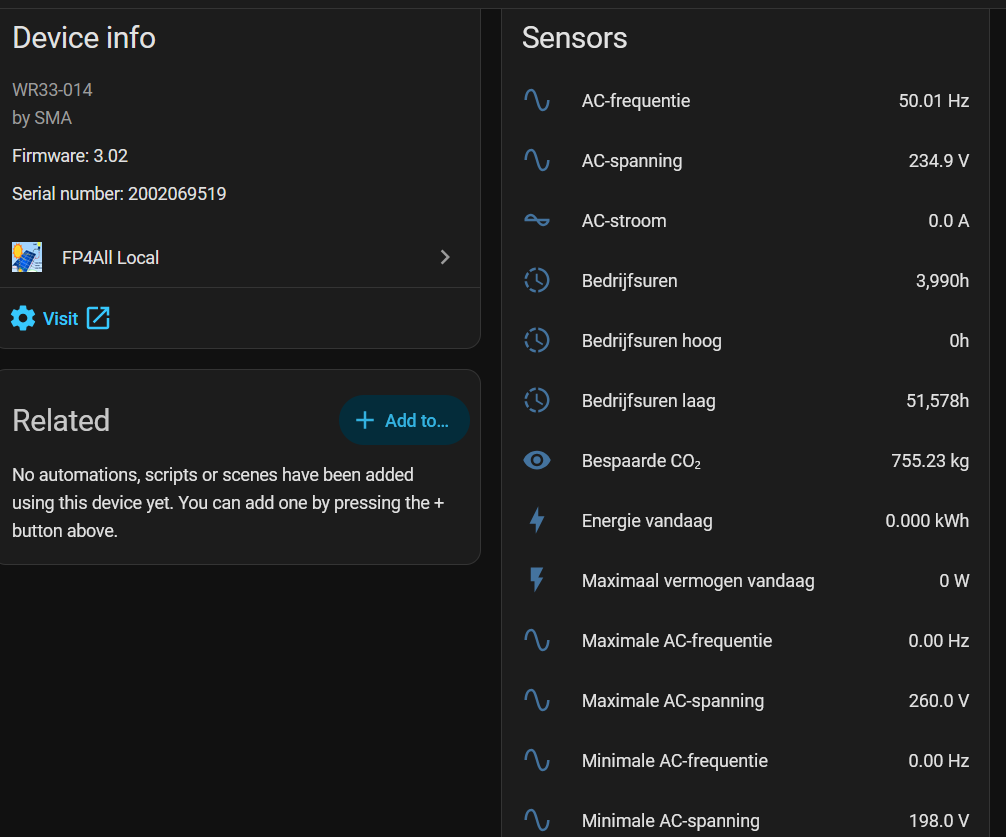 Device info
WR33-014
by SMA
Firmware: 3.02
Serial number: 2002069519
FP4All Local
Visit
Related
Add to...
No automations, scripts or scenes have been added
using this device yet. You can add one by pressing the +
button above.
Sensors
AC-frequentie 50.01 Hz
AC-spanning 234.9 V
AC-stroom 0.0 A
Bedrijfsuren 3,990h
Bedrijfsuren hoog 0h
Bedrijfsuren laag 51,578h
Bespaarde CO₂ 755.23 kg
Energie vandaag 0.000 kWh
Maximaal vermogen vandaag 0 W
Maximale AC-frequentie 0.00 Hz
Maximale AC-spanning 260.0 V
Minimale AC-frequentie 0.00 Hz
Minimale AC-spanning 198.0 V